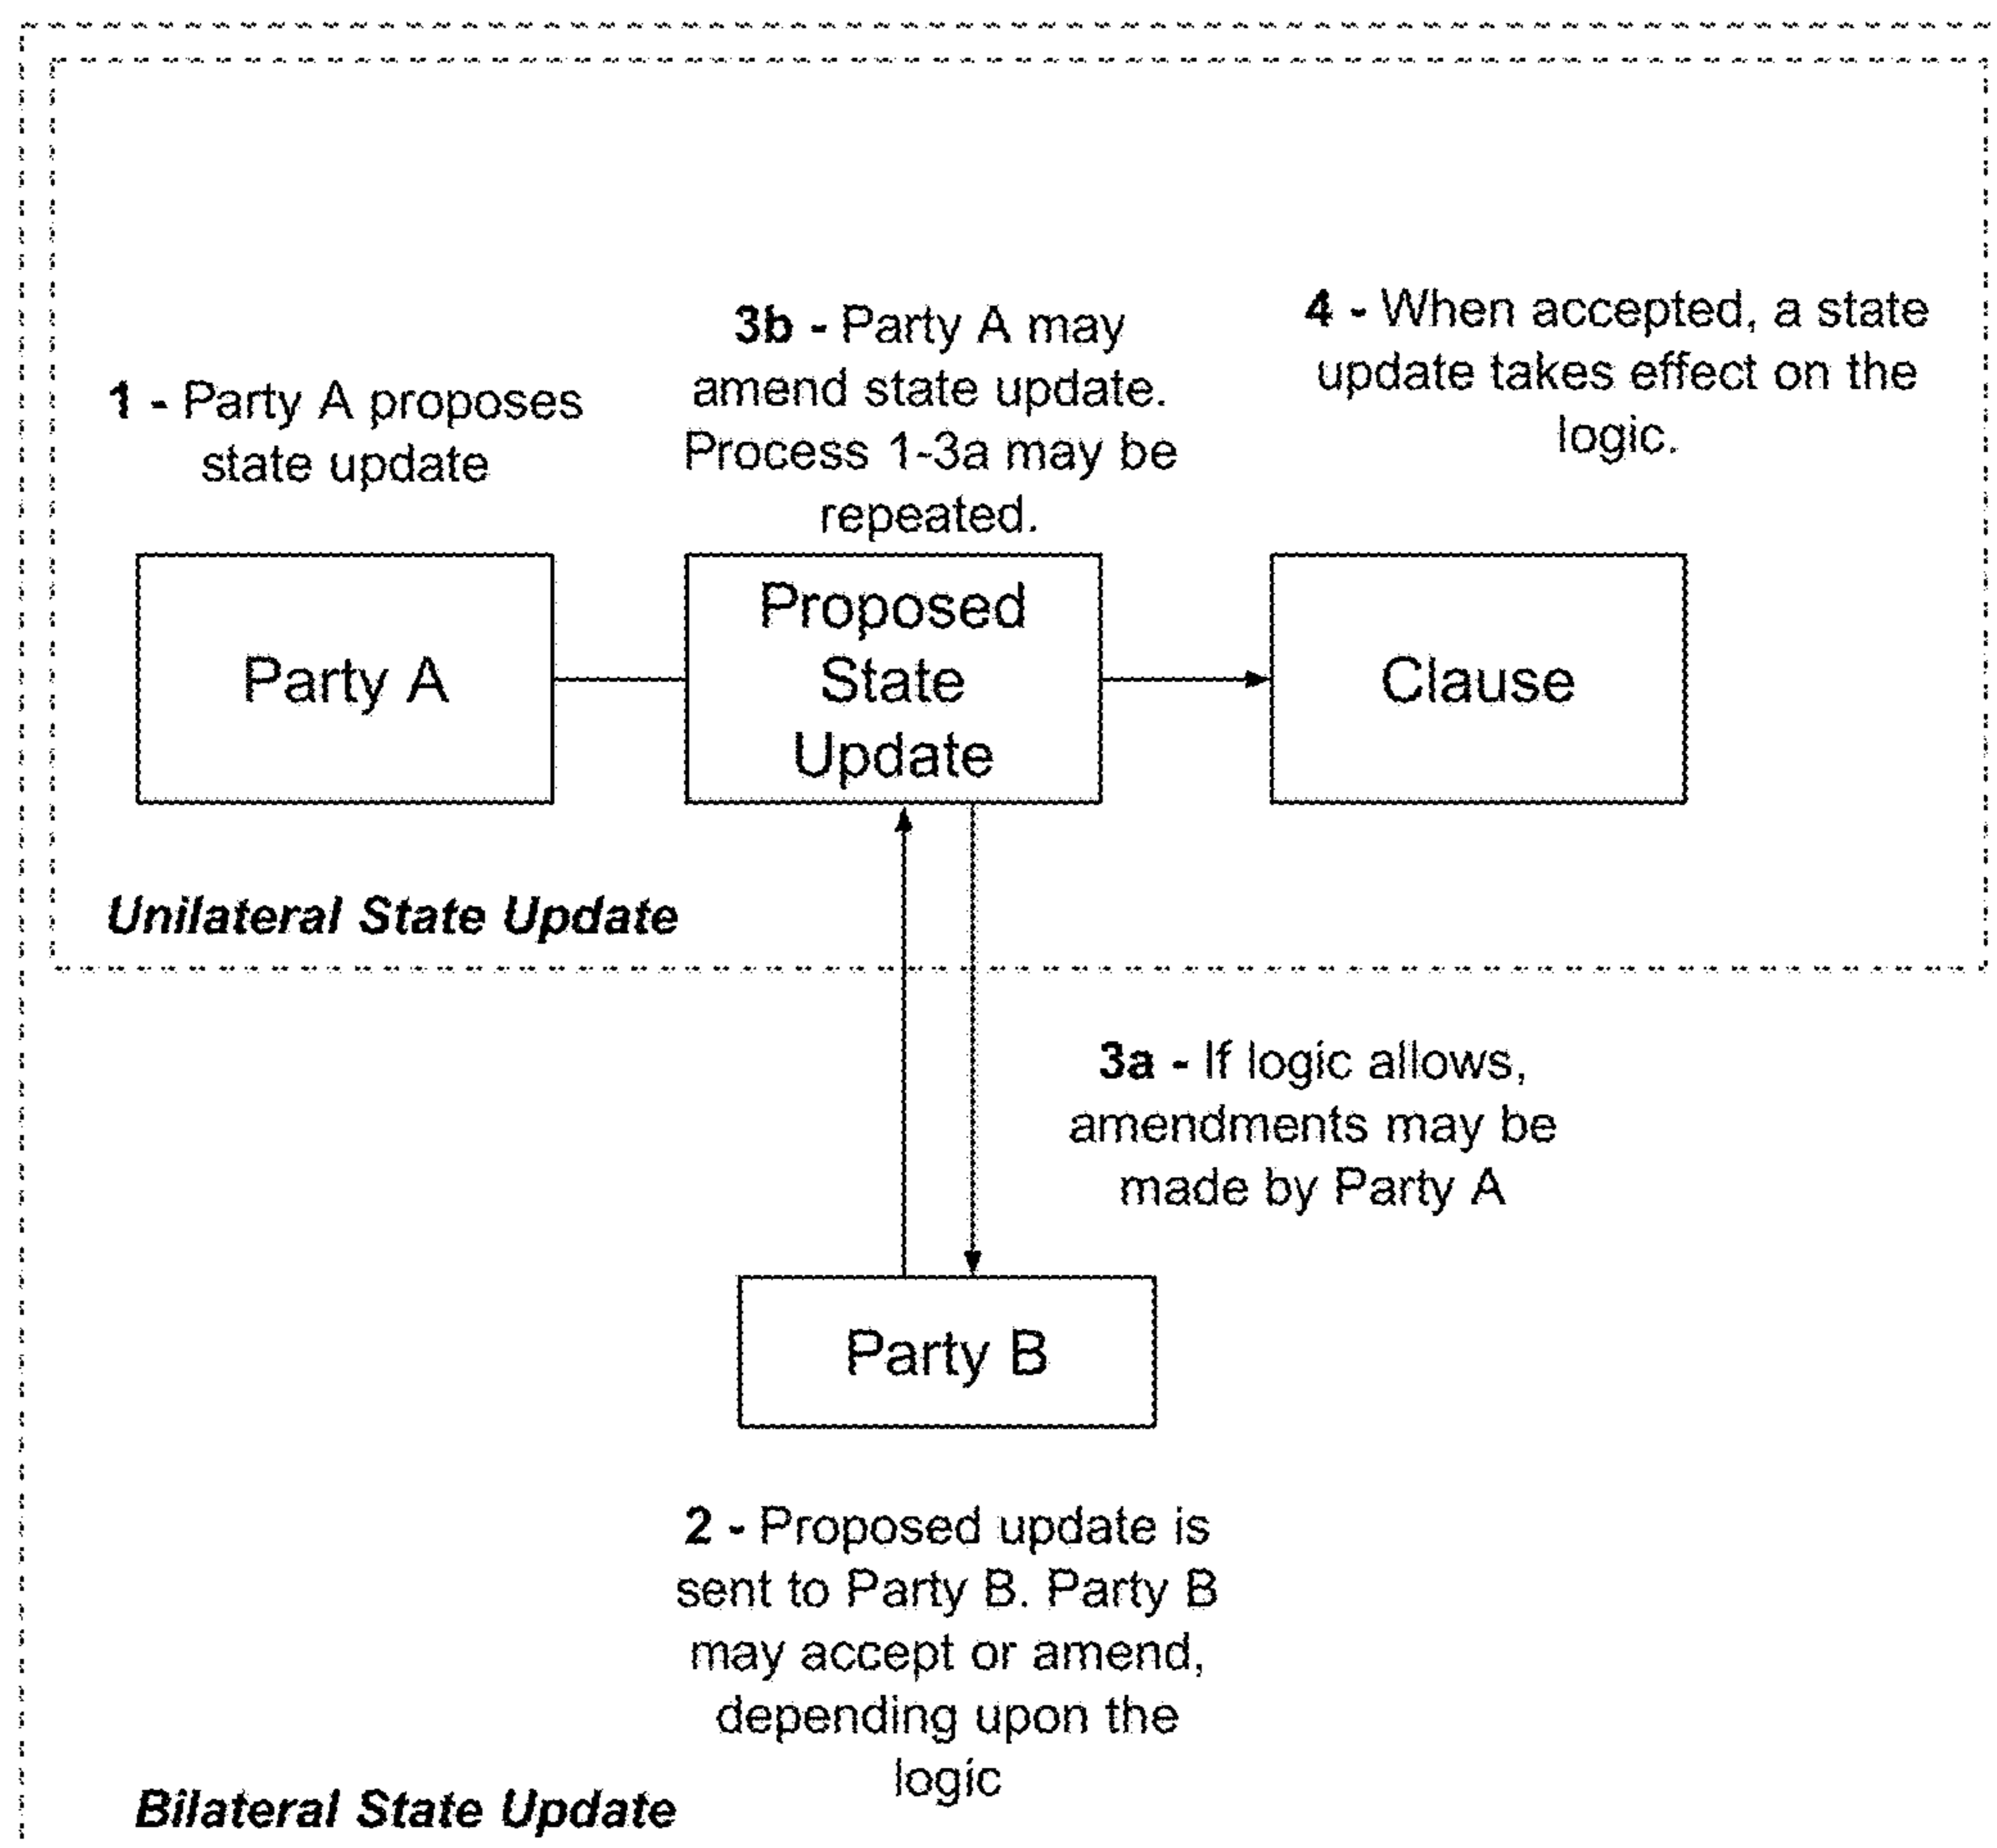 1 - Party A proposes
state update
3b - Party A may
amend state update.
Process 1-3a may be
repeated.
4 - When accepted, a state
update takes effect on the
logic.
Party A
Proposed
State
Update
Clause
Unilateral State Update
3a - If logic allows,
amendments may be
made by Party A
Party B
2 - Proposed update is
sent to Party B. Party B
may accept or amend,
depending upon the
logic
Bilateral State Update